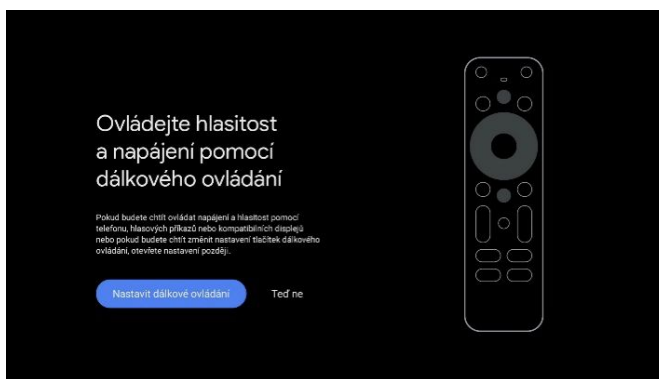 Ovládejte hlasitost
a napájení pomocí
dálkového ovládání
Pokud budete chtít ovládat napájení a hlasitost pomocí
telefonu, hlasových příkazů nebo kompatibilních displejů
nebo pokud budete chtít změnit nastavení tlačítek dálkového
ovládání, otevřete nastavení později.
Nastavit dálkové ovládání Teď ne